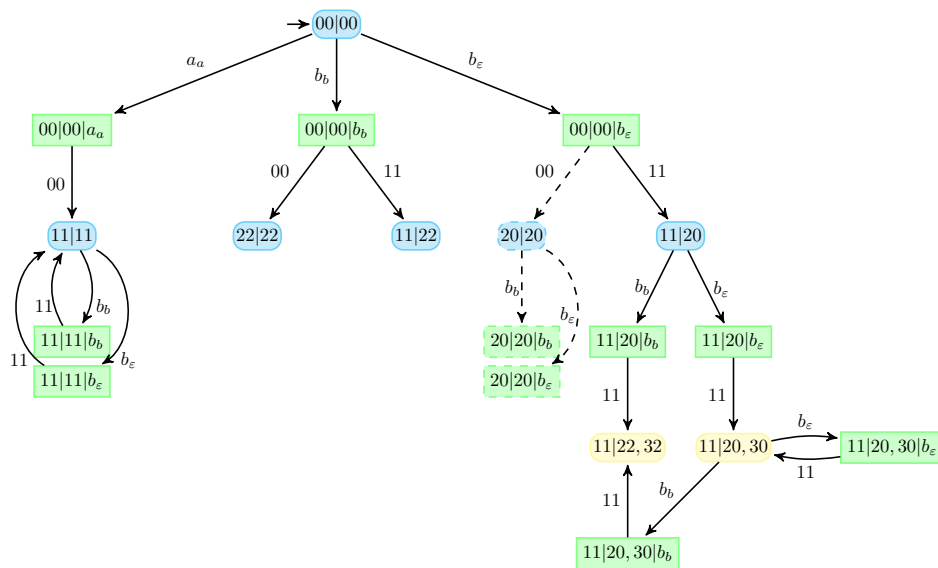 00|00
a_a
b_b
b_ε
00|00|a_a
00|00|b_b
00|00|b_ε
00
00
11
00
11
11|11
22|22
11|22
20|20
11|20
b_b
b_ε
b_b
b_ε
11
b_b
b_ε
11
11|11|b_b
11|11|b_ε
20|20|b_b
20|20|b_ε
11|20|b_b
11|20|b_ε
11
11
11|22, 32
11|20, 30
b_ε
11
11|20, 30|b_ε
11
b_b
11|20, 30|b_b